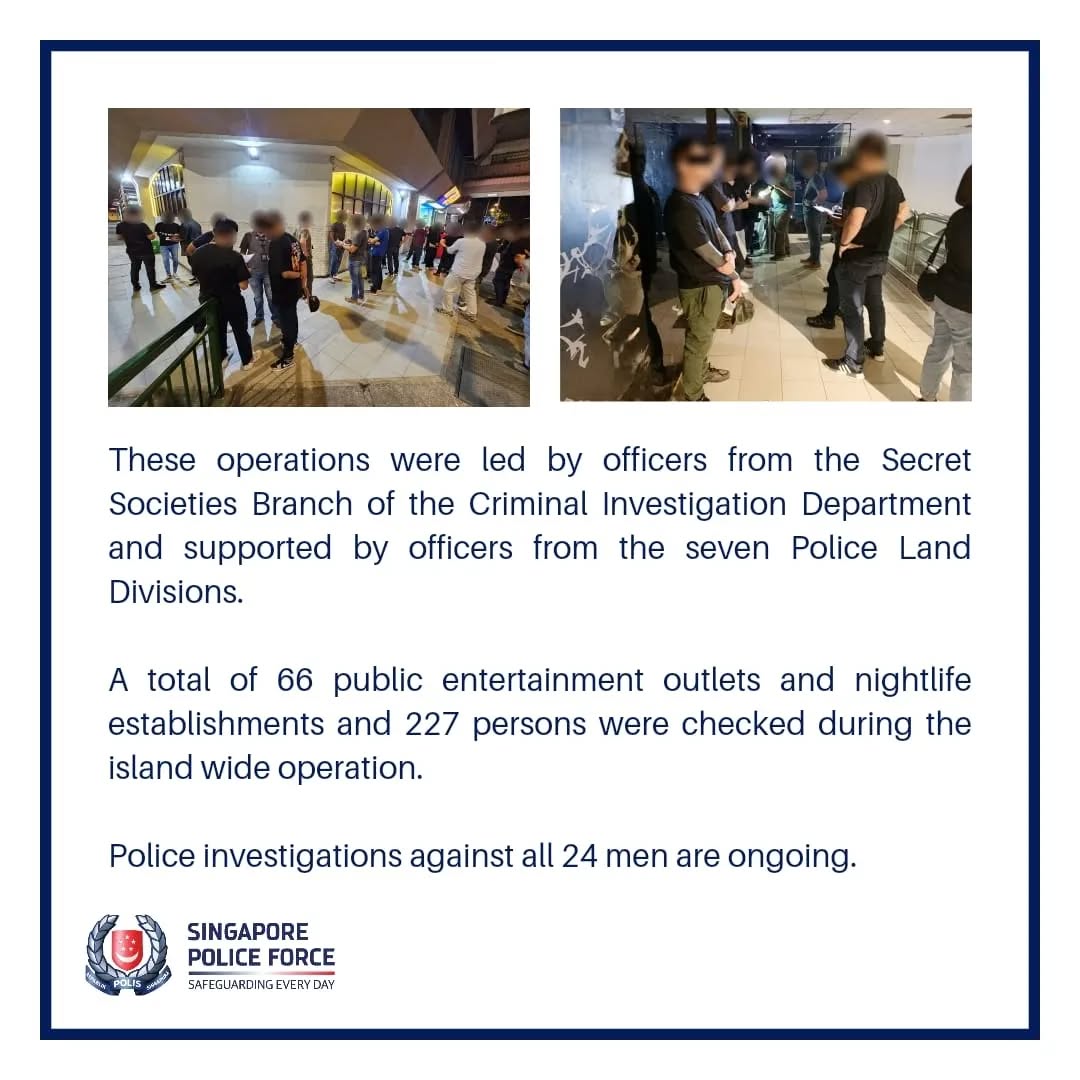 These operations were led by officers from the Secret
Societies Branch of the Criminal Investigation Department
and supported by officers from the seven Police Land
Divisions.
A total of 66 public entertainment outlets and nightlife
establishments and 227 persons were checked during the
island wide operation.
Police investigations against all 24 men are ongoing.
REPUBLIK POLIS SINGAPURA
SINGAPORE
POLICE FORCE
SAFEGUARDING EVERY DAY